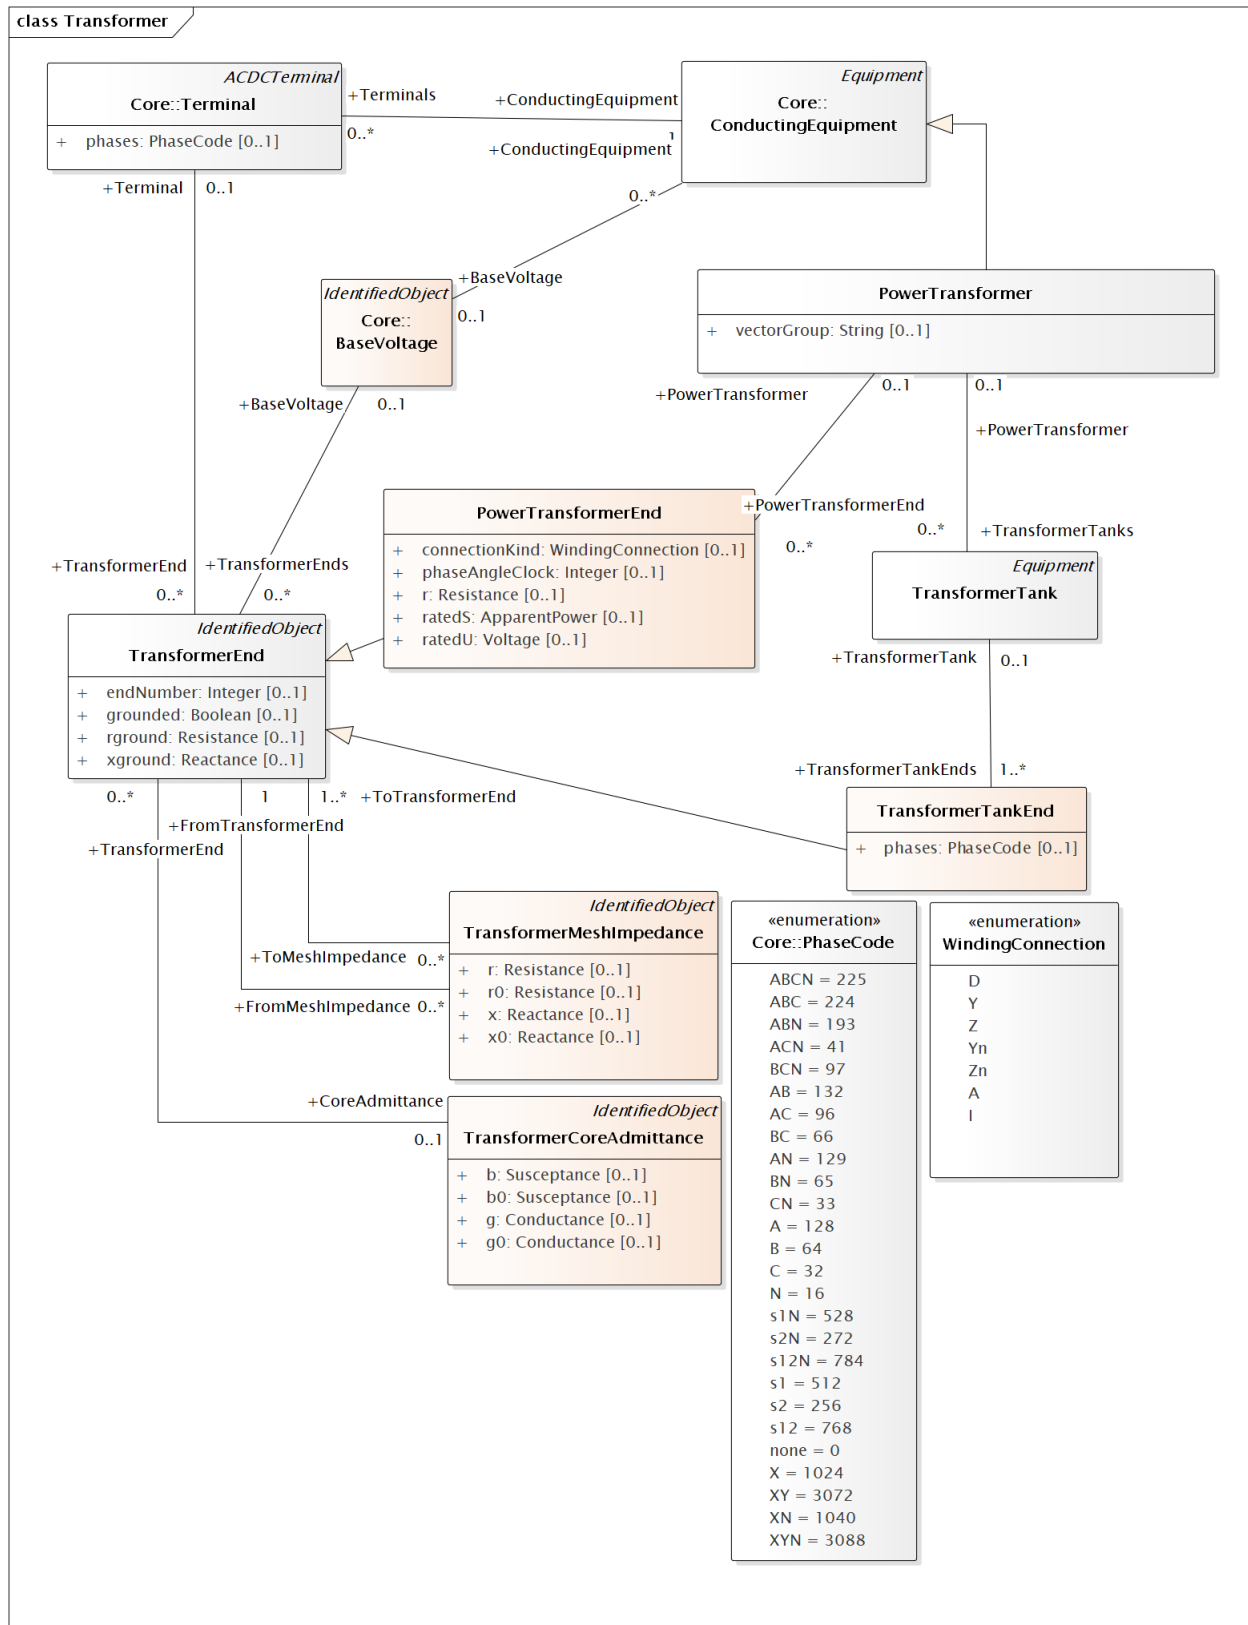 class Transformer
ACDCTerminal
Core::Terminal
+ phases: PhaseCode [0..1]
+Terminals
0..*
+ConductingEquipment
1
Equipment
Core::
ConductingEquipment
+ConductingEquipment
0..*
+Terminal
0..1
+BaseVoltage
0..1
IdentifiedObject
Core::
BaseVoltage
PowerTransformer
+ vectorGroup: String [0..1]
+BaseVoltage
0..1
+PowerTransformer
0..1
0..1
+PowerTransformer
PowerTransformerEnd
+ connectionKind: WindingConnection [0..1]
+ phaseAngleClock: Integer [0..1]
+ r: Resistance [0..1]
+ ratedS: ApparentPower [0..1]
+ ratedU: Voltage [0..1]
+PowerTransformerEnd
0..*
0..*
+TransformerTanks
Equipment
TransformerTank
+TransformerEnd
0..*
+TransformerEnds
0..*
IdentifiedObject
TransformerEnd
+ endNumber: Integer [0..1]
+ grounded: Boolean [0..1]
+ rground: Resistance [0..1]
+ xground: Reactance [0..1]
+TransformerTank
0..1
+TransformerTankEnds
1..*
TransformerTankEnd
+ phases: PhaseCode [0..1]
0..*
1
1..*
+ToTransformerEnd
+FromTransformerEnd
+TransformerEnd
IdentifiedObject
TransformerMeshImpedance
+ r: Resistance [0..1]
+ r0: Resistance [0..1]
+ x: Reactance [0..1]
+ x0: Reactance [0..1]
+ToMeshImpedance
0..*
+FromMeshImpedance
0..*
+CoreAdmittance
0..1
IdentifiedObject
TransformerCoreAdmittance
+ b: Susceptance [0..1]
+ b0: Susceptance [0..1]
+ g: Conductance [0..1]
+ g0: Conductance [0..1]
«enumeration»
Core::PhaseCode
ABCN = 225
ABC = 224
ABN = 193
ACN = 41
BCN = 97
AB = 132
AC = 96
BC = 66
AN = 129
BN = 65
CN = 33
A = 128
B = 64
C = 32
N = 16
s1N = 528
s2N = 272
s12N = 784
s1 = 512
s2 = 256
s12 = 768
none = 0
X = 1024
XY = 3072
XN = 1040
XYN = 3088
«enumeration»
WindingConnection
D
Y
Z
Yn
Zn
A
I